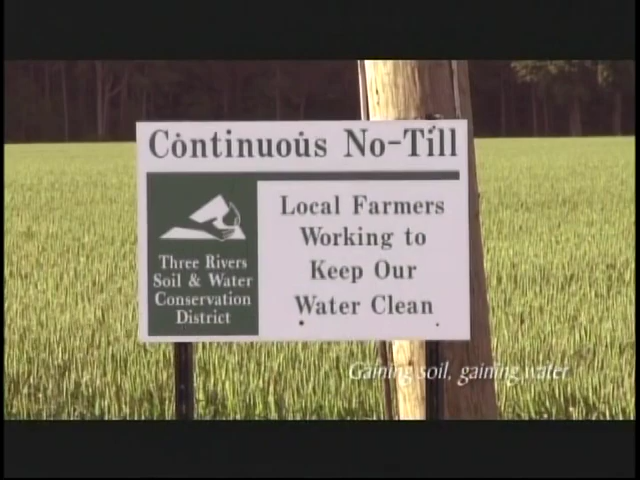 Continuous No-Till
Three Rivers
Soil & Water
Conservation
District
Local Farmers
Working to
Keep Our
Water Clean
Gaining soil, gaining water